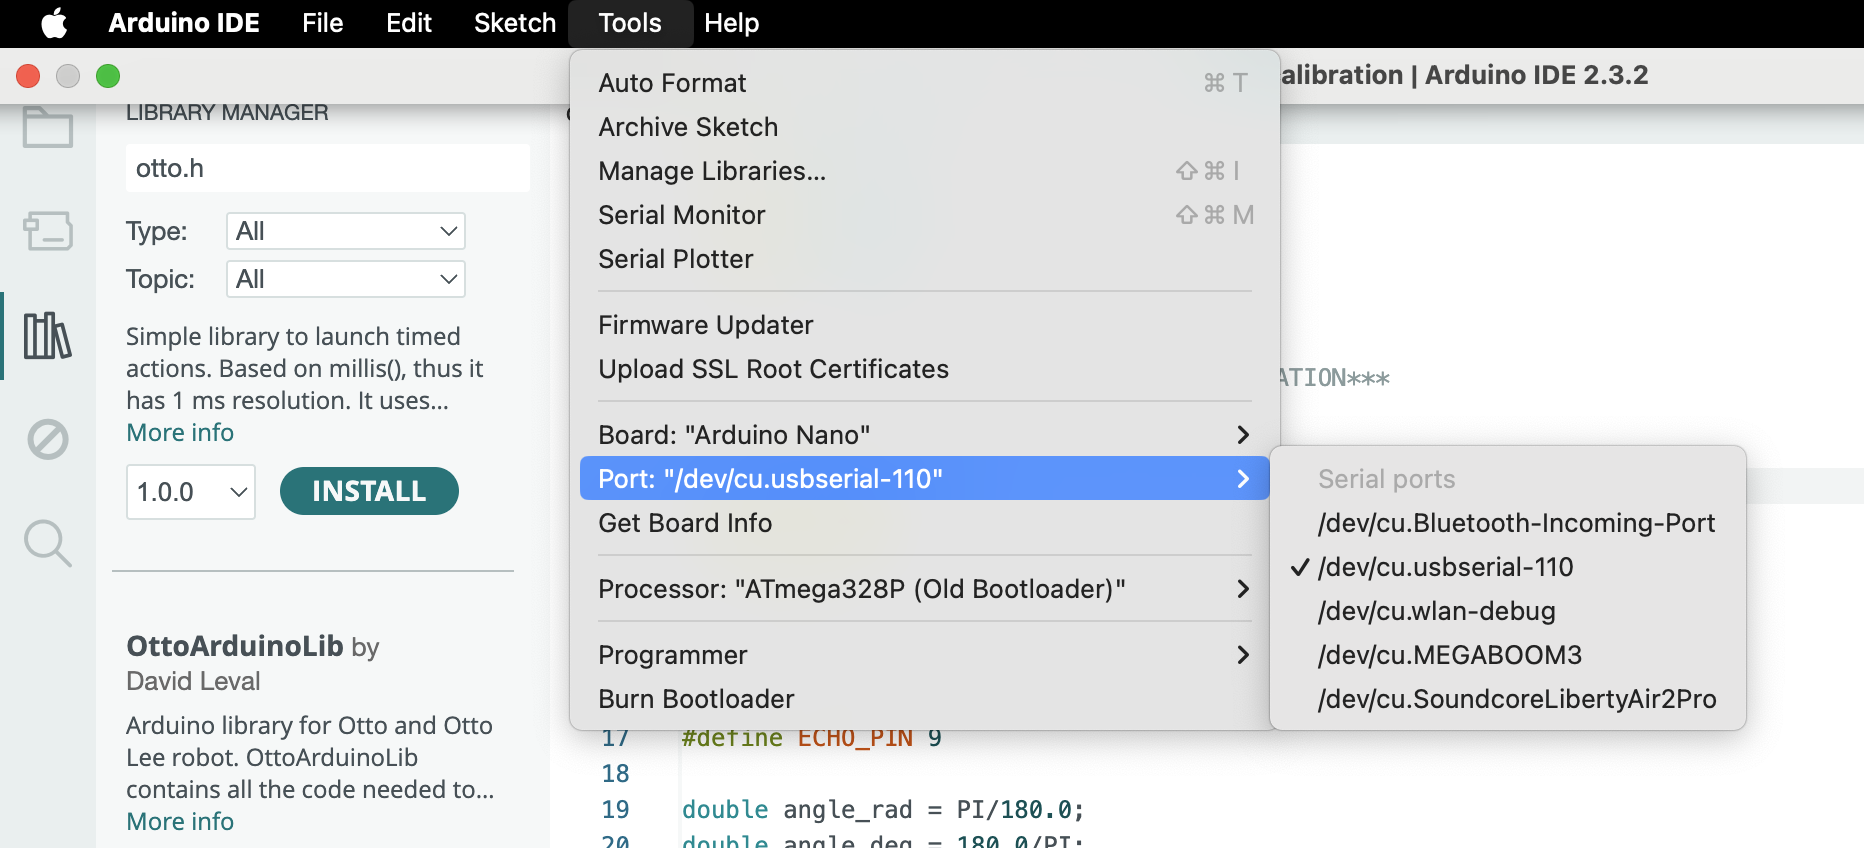 Arduino IDE File Edit Sketch Tools Help
alibration | Arduino IDE 2.3.2
LIBRARY MANAGER
otto.h
Type: All
Topic: All
Simple library to launch timed
actions. Based on millis(), thus it
has 1 ms resolution. It uses...
More info
1.0.0 INSTALL
OttoArduinoLib by
David Leval
Arduino library for Otto and Otto
Lee robot. OttoArduinoLib
contains all the code needed to...
More info
Auto Format ⌘ T
Archive Sketch
Manage Libraries... ⇧ ⌘ I
Serial Monitor ⇧ ⌘ M
Serial Plotter
Firmware Updater
Upload SSL Root Certificates
Board: "Arduino Nano"
Port: "/dev/cu.usbserial-110"
Get Board Info
Processor: "ATmega328P (Old Bootloader)"
Programmer
Burn Bootloader
Serial ports
/dev/cu.Bluetooth-Incoming-Port
✓ /dev/cu.usbserial-110
/dev/cu.wlan-debug
/dev/cu.MEGABOOM3
/dev/cu.SoundcoreLibertyAir2Pro
ATION***
17 #define ECHO_PIN 9
18
19 double angle_rad = PI/180.0;
20 double angle_deg = 180.0/PI;